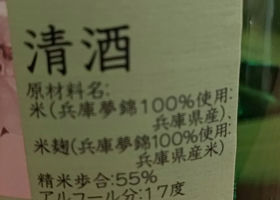 清酒
原材料名:
米(兵庫夢錦100%使用:
兵庫県産)、
米麹(兵庫夢錦100%使用:
兵庫県産米)
精米歩合:55%
アルコール分:17度